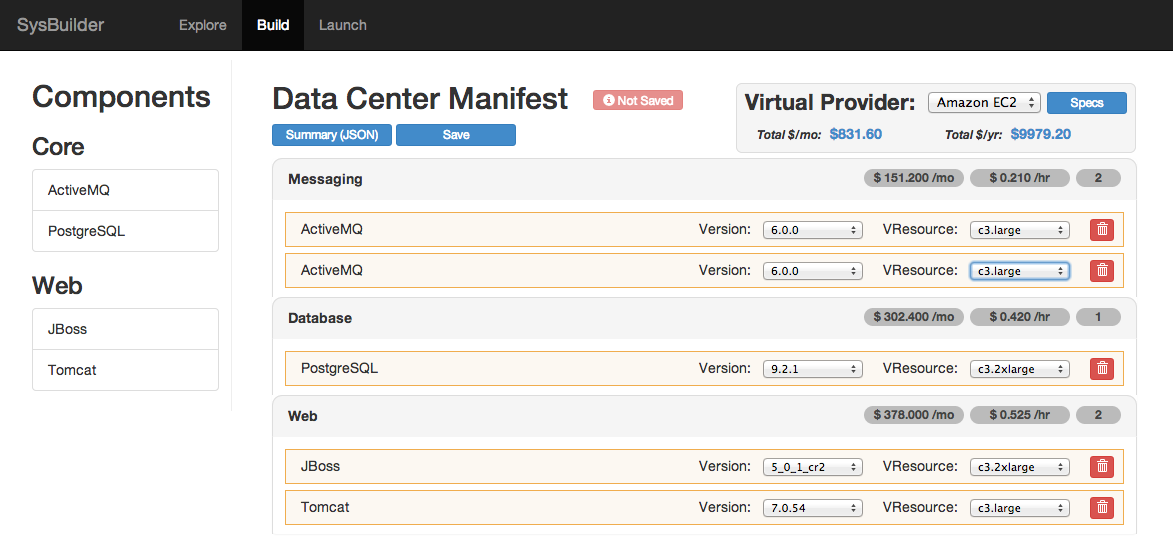 SysBuilder Explore Build Launch
Components
Core
ActiveMQ
PostgreSQL
Web
JBoss
Tomcat
Data Center Manifest Not Saved
Summary (JSON) Save
Virtual Provider: Amazon EC2 Specs
Total $/mo: $831.60 Total $/yr: $9979.20
Messaging $ 151.200 /mo $ 0.210 /hr 2
ActiveMQ Version: 6.0.0 VResource: c3.large
ActiveMQ Version: 6.0.0 VResource: c3.large
Database $ 302.400 /mo $ 0.420 /hr 1
PostgreSQL Version: 9.2.1 VResource: c3.2xlarge
Web $ 378.000 /mo $ 0.525 /hr 2
JBoss Version: 5_0_1_cr2 VResource: c3.2xlarge
Tomcat Version: 7.0.54 VResource: c3.large